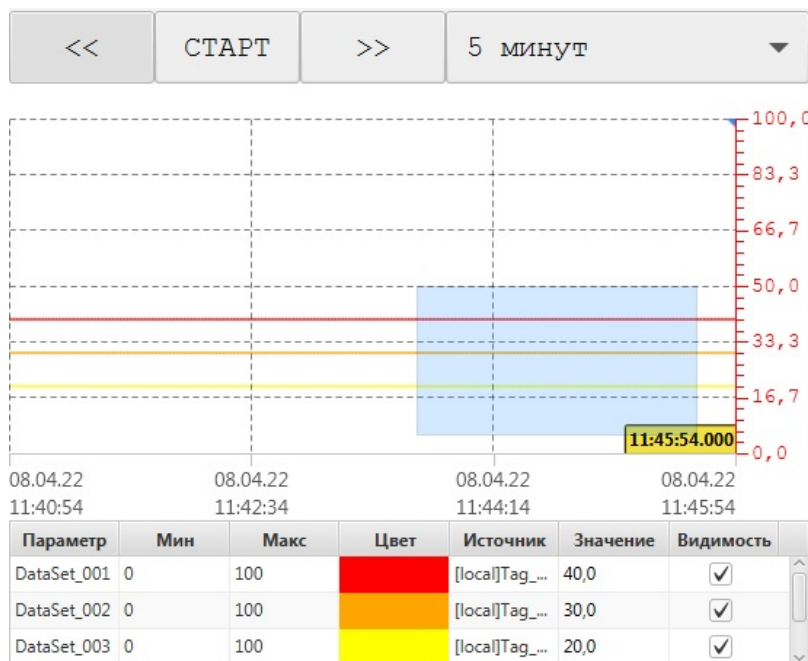 << СТАРТ >> 5 минут
100,0
83,3
66,7
50,0
33,3
16,7
11:45:54.000
0,0
08.04.22 08.04.22 08.04.22 08.04.22
11:40:54 11:42:34 11:44:14 11:45:54
Параметр Мин Макс Цвет Источник Значение Видимость
DataSet_001 0 100 [local]Tag_... 40,0
DataSet_002 0 100 [local]Tag_... 30,0
DataSet_003 0 100 [local]Tag_... 20,0